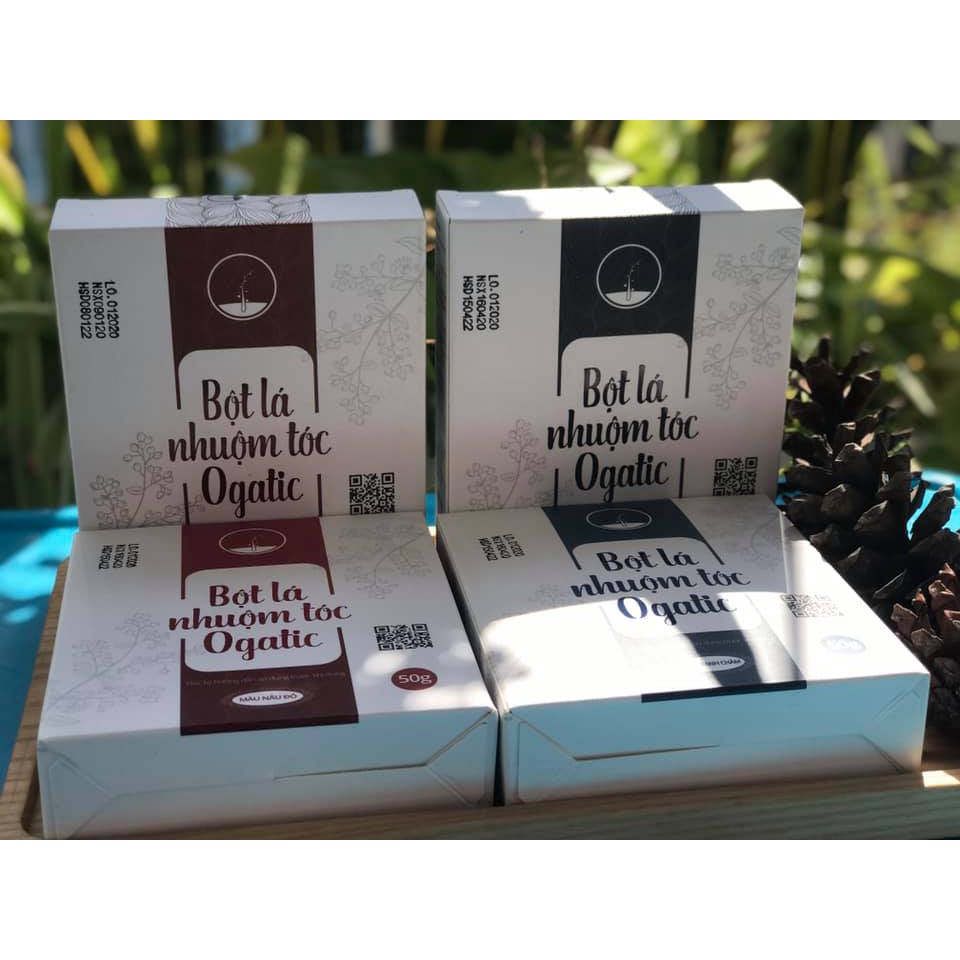 LO.012020
NSX090120
HSD080122
Bột lá
nhuộm tóc
Ogatic
LO.012020
NSX160420
HSD150422
Bột lá
nhuộm tóc
Ogatic
Bột lá
nhuộm tóc
Ogatic
MÀU NÂU ĐỎ
50g
Bột lá
nhuộm tóc
Ogatic
50g